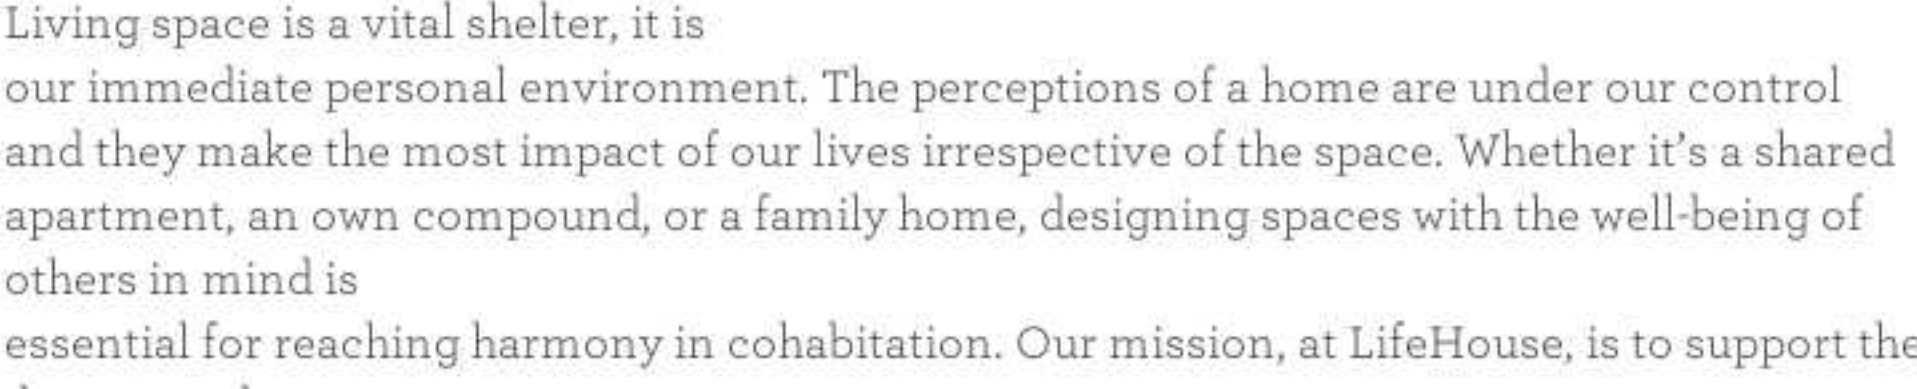 Living space is a vital shelter, it is
our immediate personal environment. The perceptions of a home are under our control
and they make the most impact of our lives irrespective of the space. Whether it’s a shared
apartment, an own compound, or a family home, designing spaces with the well-being of
others in mind is
essential for reaching harmony in cohabitation. Our mission, at LifeHouse, is to support the